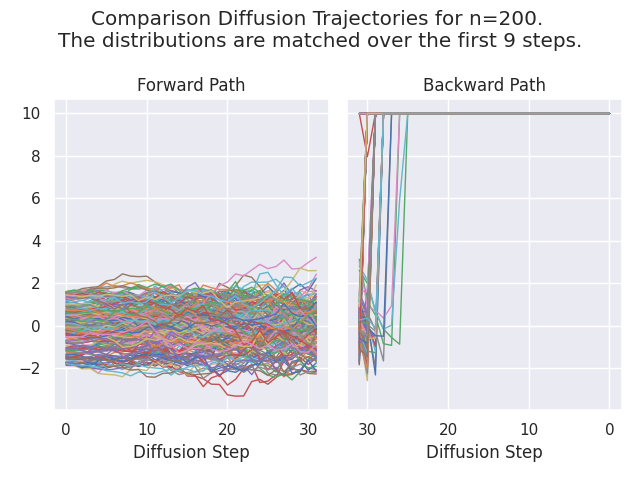 Comparison Diffusion Trajectories for n=200.
The distributions are matched over the first 9 steps.
Forward Path
Backward Path
10
8
6
4
2
0
−2
0
10
20
30
30
20
10
0
Diffusion Step
Diffusion Step